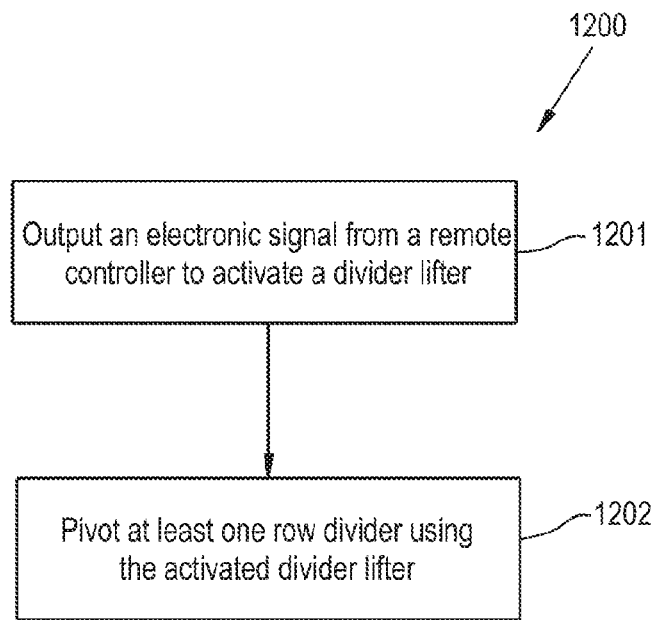 1200
Output an electronic signal from a remote
controller to activate a divider lifter
1201
Pivot at least one row divider using
the activated divider lifter
1202